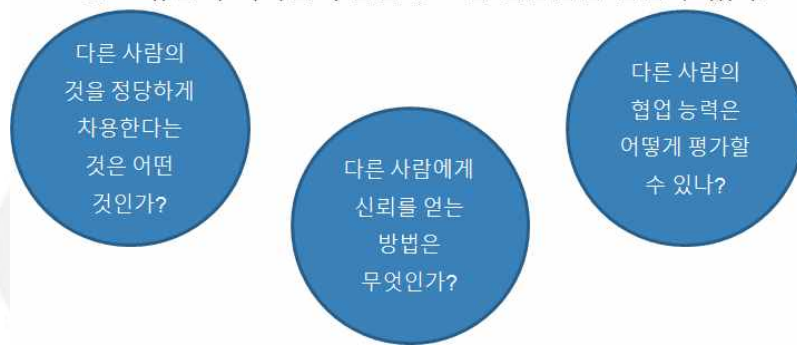 다른 사람의
것을 정당하게
차용한다는
것은 어떤
것인가?
다른 사람에게
신뢰를 얻는
방법은
무엇인가?
다른 사람의
협업 능력은
어떻게 평가할
수 있나?